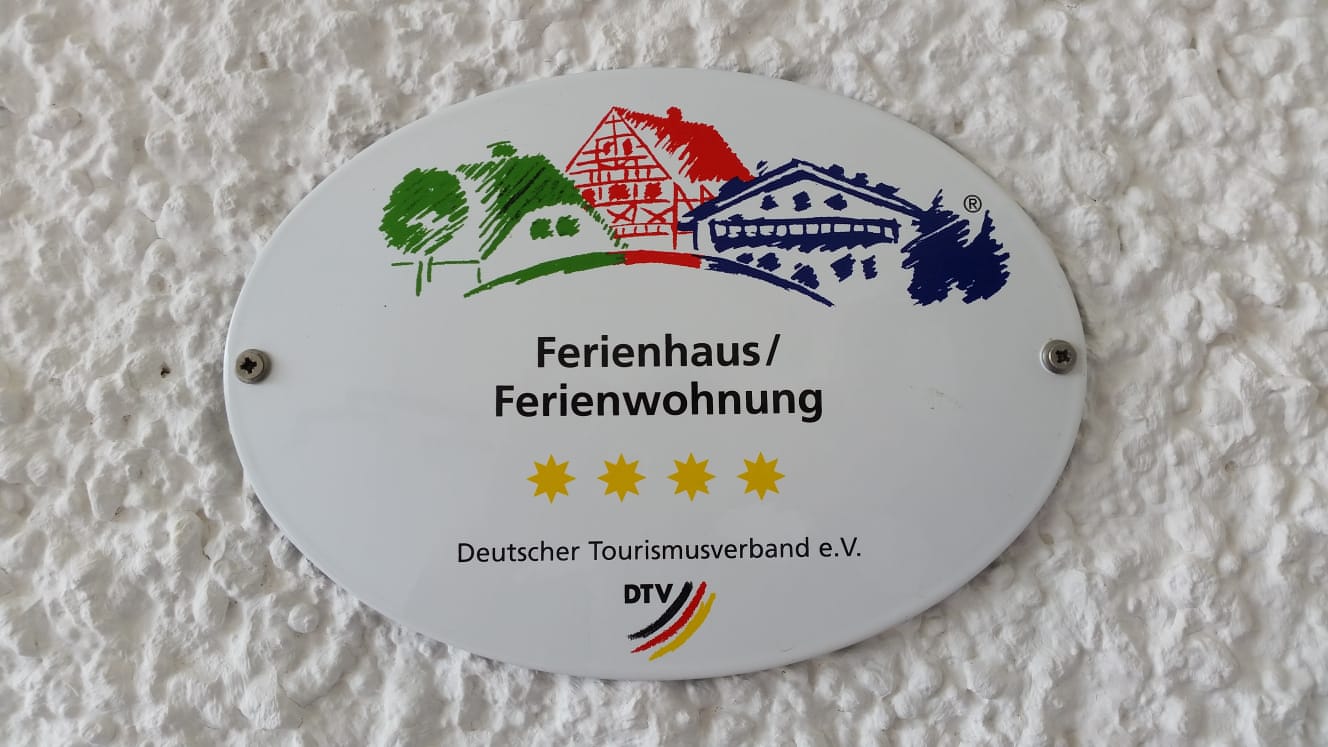 ®
Ferienhaus/
Ferienwohnung
Deutscher Tourismusverband e.V.
DTV